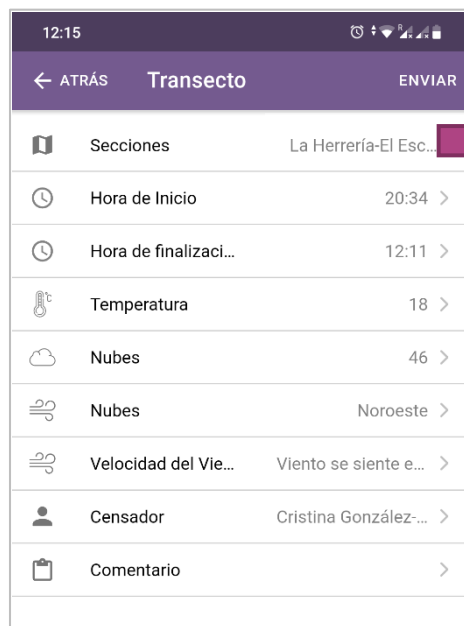 12:15 R
ATRÁS Transecto ENVIAR
Secciones La Herrería-El Esc...
Hora de Inicio 20:34
Hora de finalizaci... 12:11
°C Temperatura 18
Nubes 46
Nubes Noroeste
Velocidad del Vie... Viento se siente e...
Censador Cristina González-...
Comentario